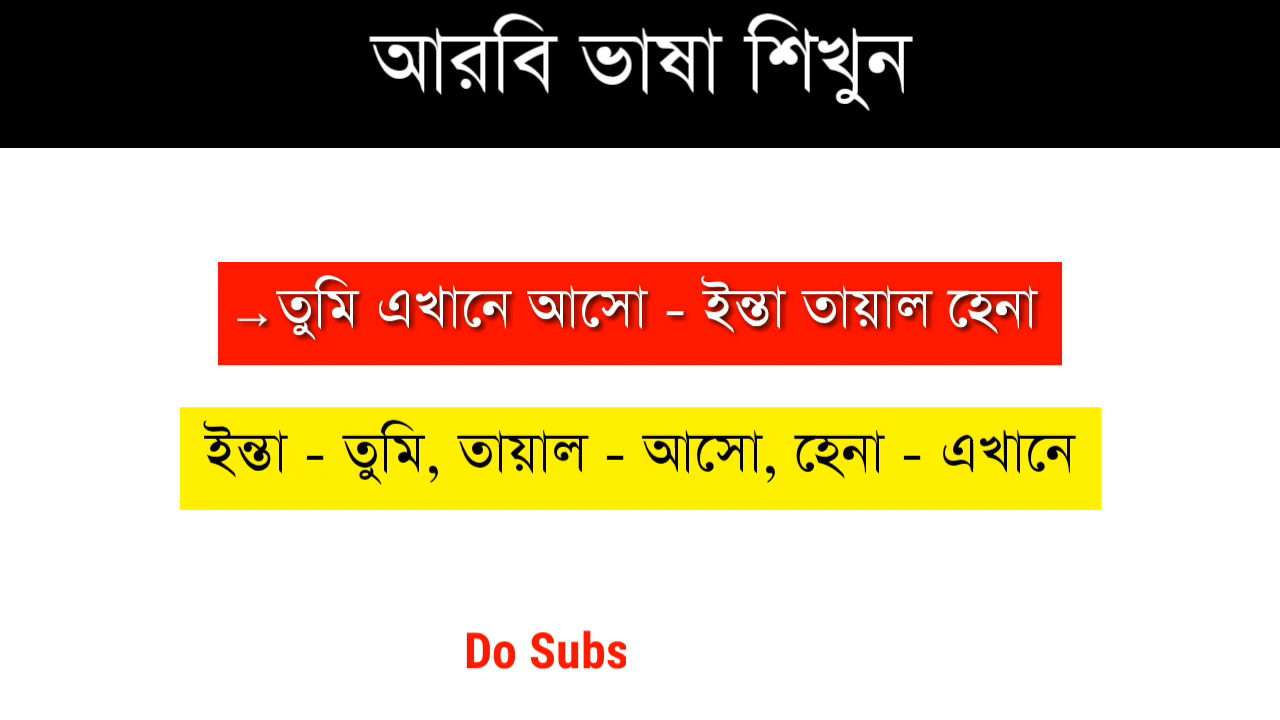 আরবি ভাষা শিখুন
→তুমি এখানে আসো - ইন্তা তায়াল হেনা
ইন্তা - তুমি, তায়াল - আসো, হেনা - এখানে
Do Subs